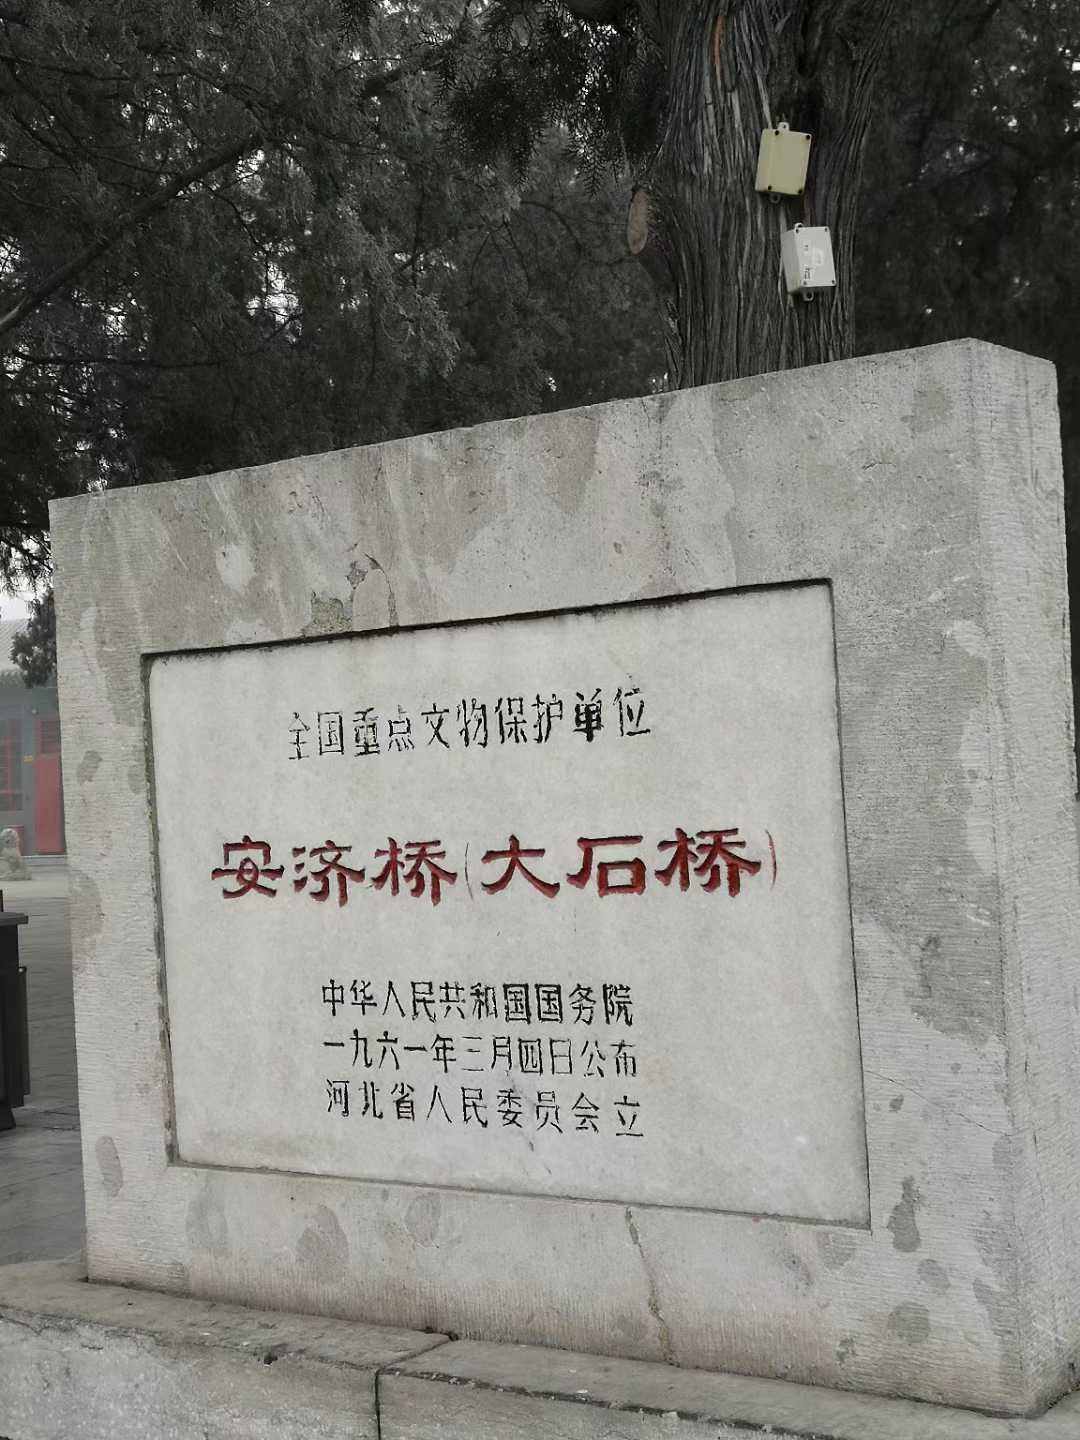 全国重点文物保护单位
安济桥(大石桥)
中华人民共和国国务院
一九六一年三月四日公布
河北省人民委员会立